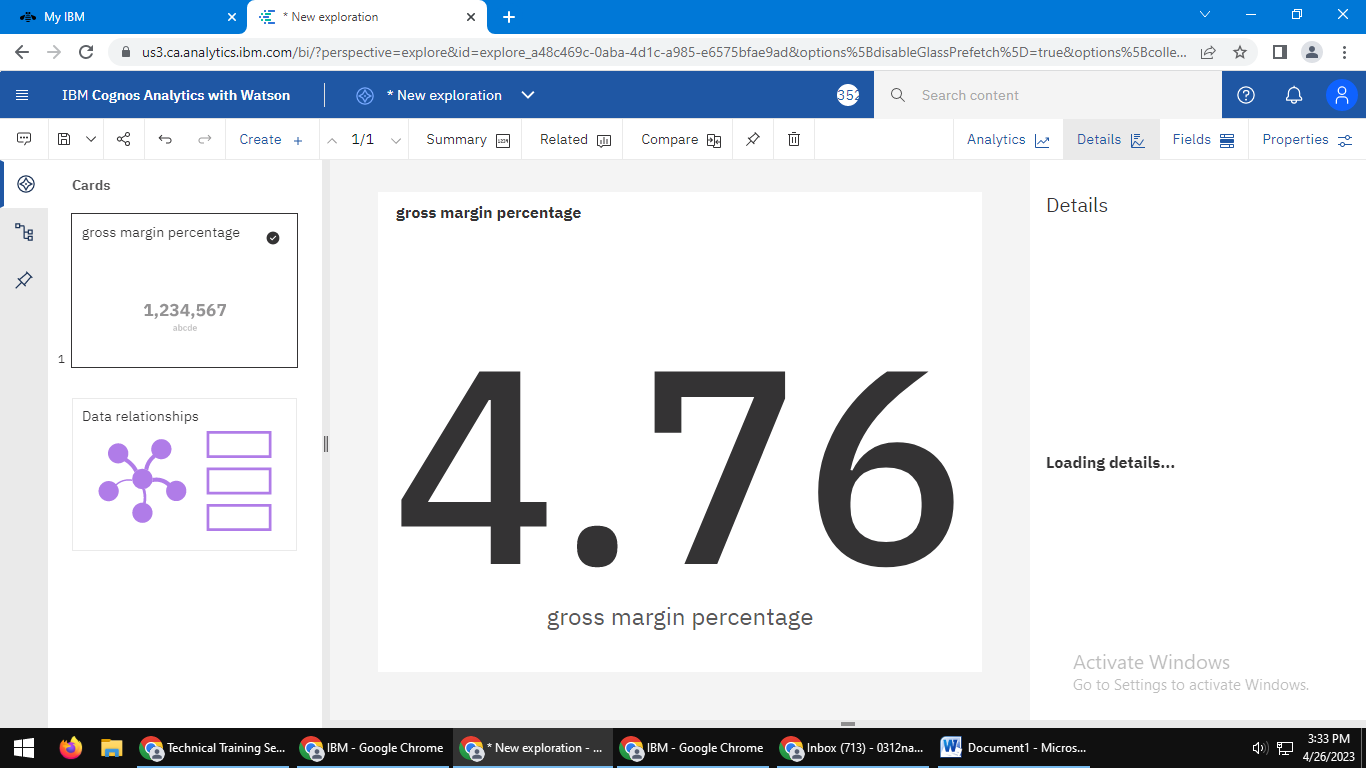 My IBM
* New exploration
us3.ca.analytics.ibm.com/bi/?perspective=explore&id=explore_a48c469c-0aba-4d1c-a985-e6575bfae9ad&options%5BdisableGlassPrefetch%5D=true&options%5Bcolle...
IBM Cognos Analytics with Watson
* New exploration
352
Search content
Create +
1/1
Summary
Related
Compare
Analytics
Details
Fields
Properties
Cards
gross margin percentage
1,234,567
abcde
1
Data relationships
gross margin percentage
4.76
gross margin percentage
Details
Loading details...
Activate Windows
Go to Settings to activate Windows.
Technical Training Se...
IBM - Google Chrome
* New exploration - ...
IBM - Google Chrome
Inbox (713) - 0312na...
Document1 - Micros...
3:33 PM
4/26/2023